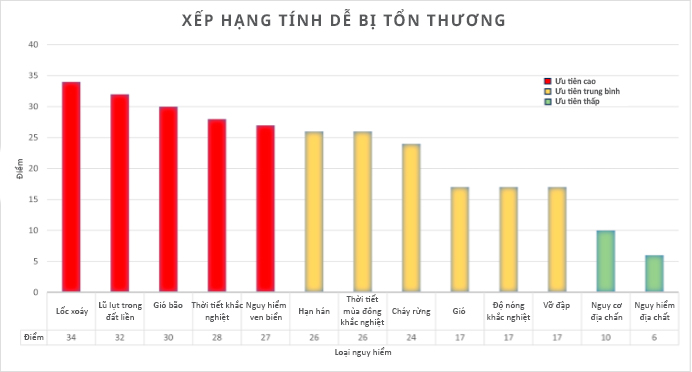 XẾP HẠNG TÍNH DỄ BỊ TỔN THƯƠNG
40
35
30
25
20
15
10
5
0
Điểm
Ưu tiên cao
Ưu tiên trung bình
Ưu tiên thấp
Lốc xoáy
Lũ lụt trong đất liền
Gió bão
Thời tiết khắc nghiệt
Nguy hiểm ven biển
Hạn hán
Thời tiết mùa đông khắc nghiệt
Cháy rừng
Gió
Độ nóng khắc nghiệt
Vỡ đập
Nguy cơ địa chấn
Nguy hiểm địa chất
Điểm 34 32 30 28 27 26 26 24 17 17 17 10 6
Loại nguy hiểm